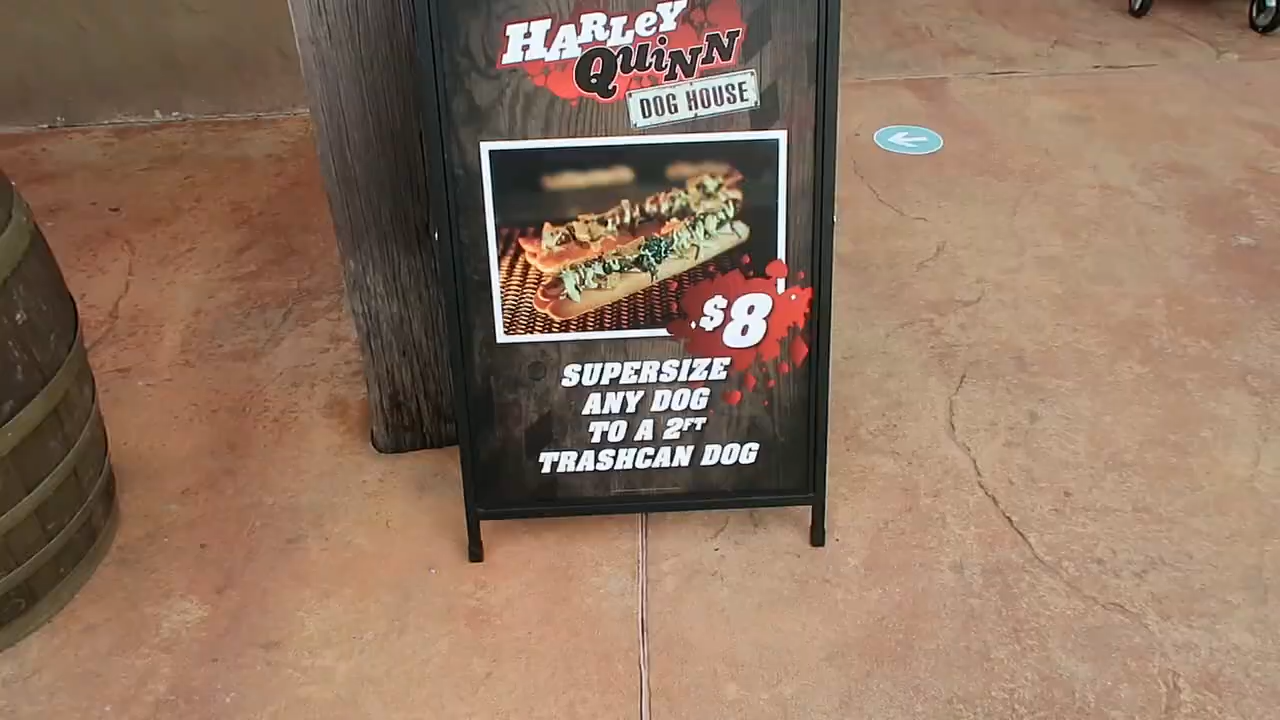 HARLEY
QUINN
DOG HOUSE
$8
SUPERSIZE
ANY DOG
TO A 2FT
TRASHCAN DOG